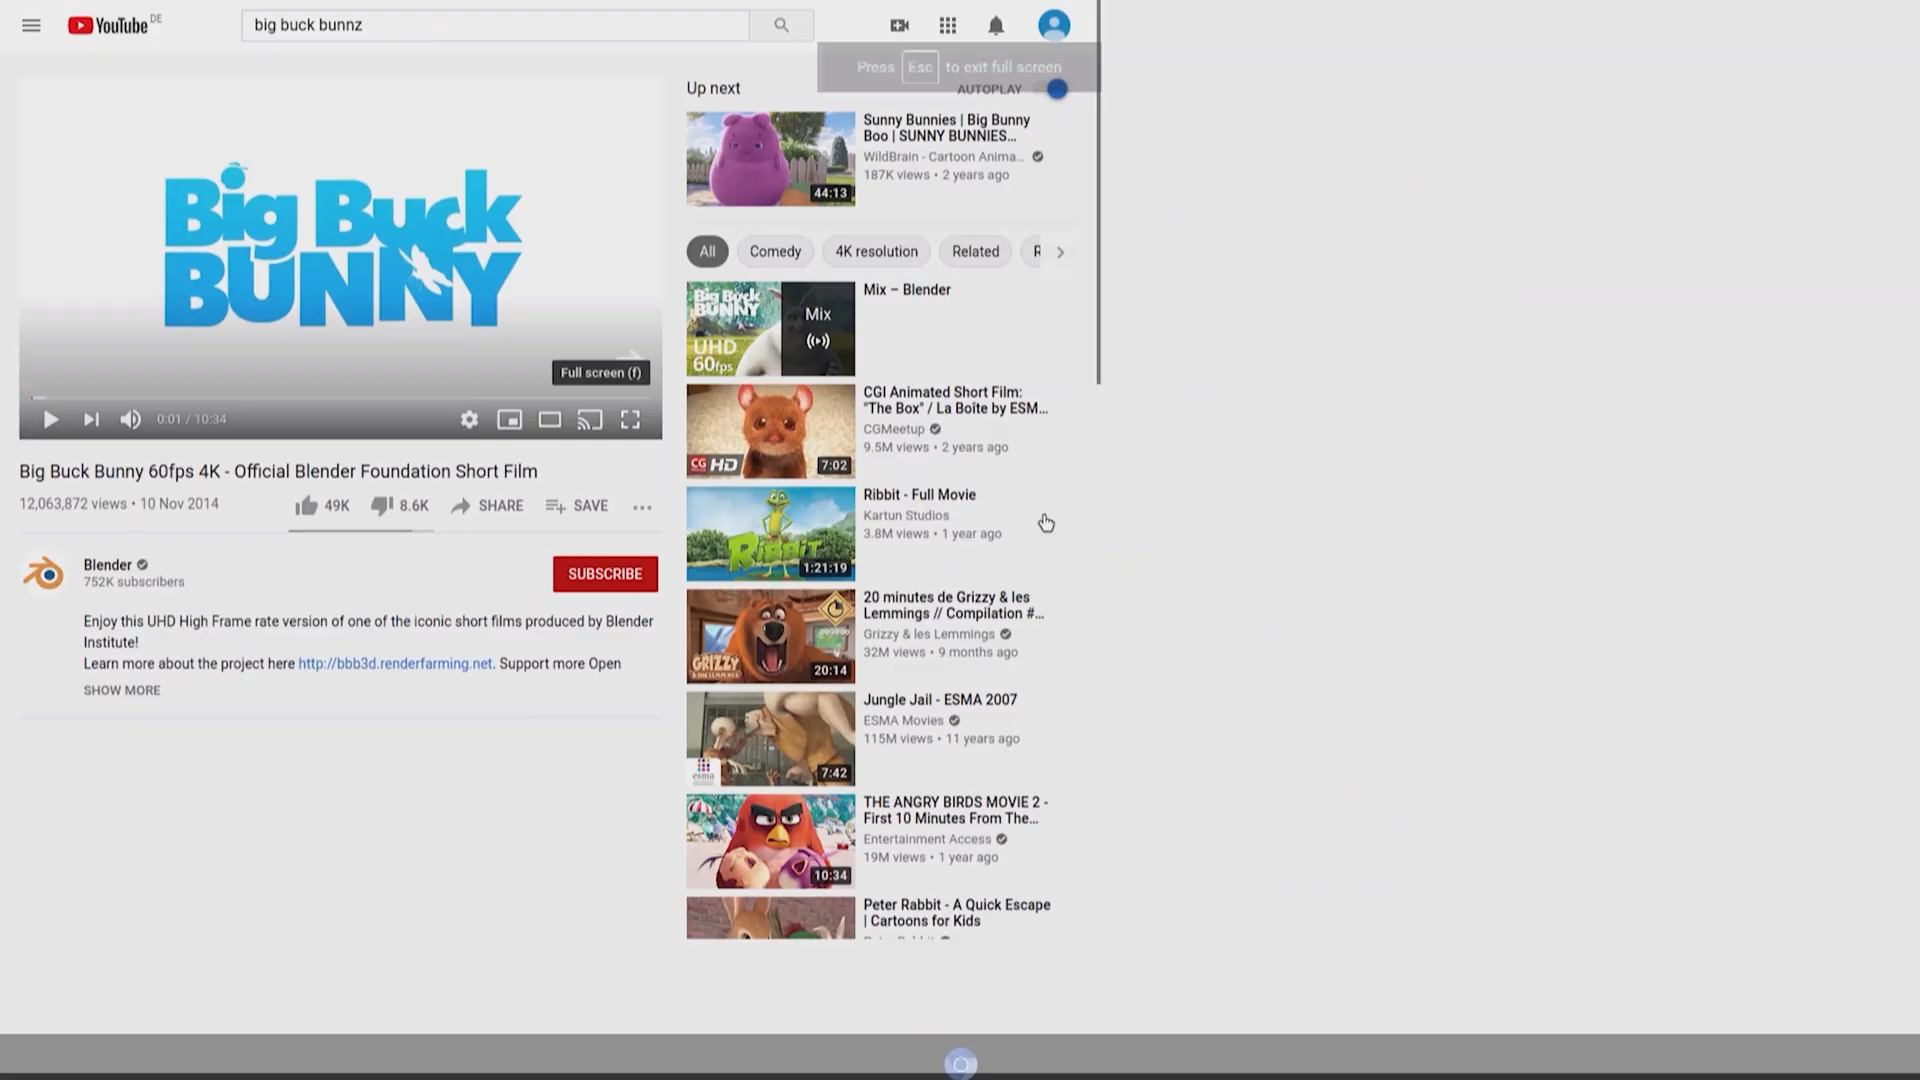 YouTube DE
big buck bunnz
Press Esc to exit full screen
Big Buck
BUNNY
Full screen (f)
0:01 / 10:34
Big Buck Bunny 60fps 4K - Official Blender Foundation Short Film
12,063,872 views • 10 Nov 2014
49K
8.6K
SHARE
SAVE
Blender
752K subscribers
SUBSCRIBE
Enjoy this UHD High Frame rate version of one of the iconic short films produced by Blender
Institute!
Learn more about the project here http://bbb3d.renderfarming.net. Support more Open
SHOW MORE
Up next
AUTOPLAY
44:13
Sunny Bunnies | Big Bunny
Boo | SUNNY BUNNIES...
WildBrain - Cartoon Anima...
187K views • 2 years ago
All
Comedy
4K resolution
Related
Big Buck
BUNNY
UHD
60fps
Mix
Mix – Blender
CG HD
7:02
CGI Animated Short Film:
"The Box" / La Boîte by ESM...
CGMeetup
9.5M views • 2 years ago
RiBBiT
1:21:19
Ribbit - Full Movie
Kartun Studios
3.8M views • 1 year ago
GRIZZY
20:14
20 minutes de Grizzy & les
Lemmings // Compilation #...
Grizzy & les Lemmings
32M views • 9 months ago
esma
7:42
Jungle Jail - ESMA 2007
ESMA Movies
115M views • 11 years ago
10:34
THE ANGRY BIRDS MOVIE 2 -
First 10 Minutes From The...
Entertainment Access
19M views • 1 year ago
Peter Rabbit - A Quick Escape
| Cartoons for Kids